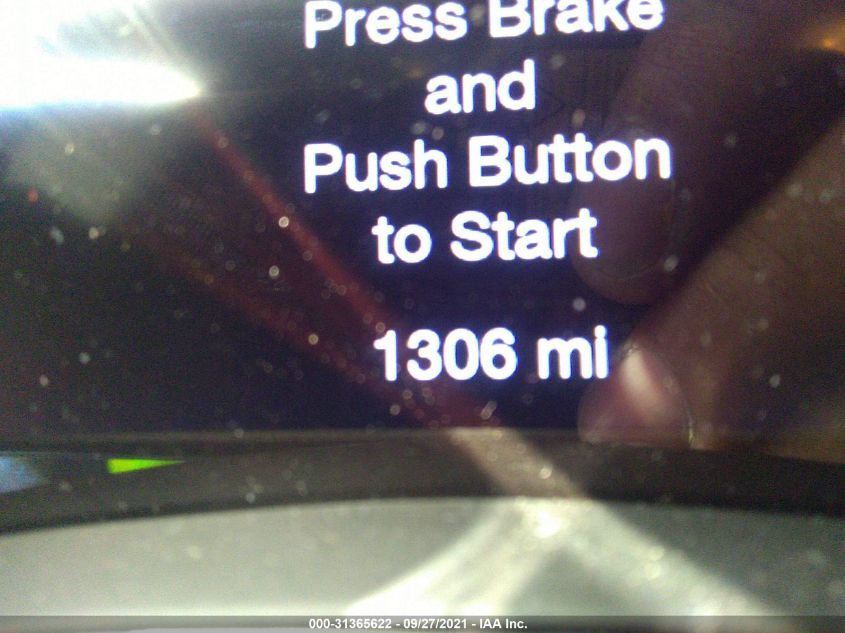 Press Brake
and
Push Button
to Start
1306 mi
000-31365622 - 09/27/2021 - IAA Inc.